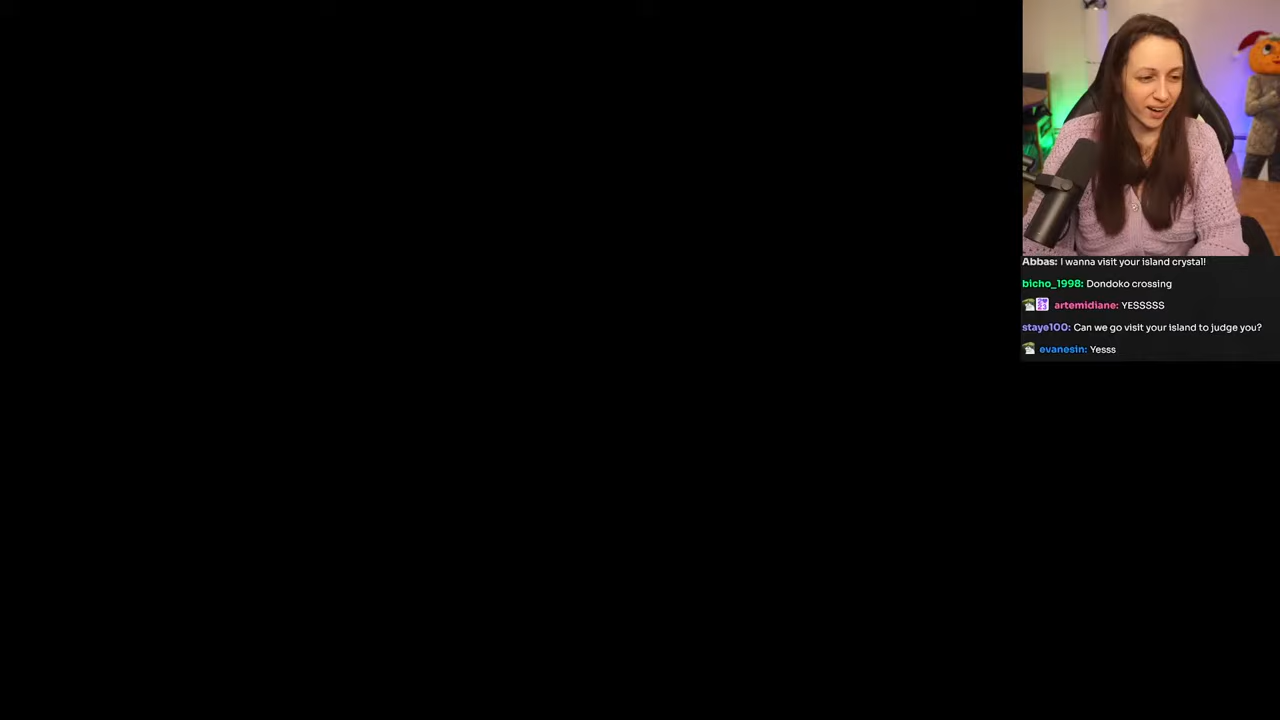 Abbas: I wanna visit your island crystal!
bicho_1998: Dondoko crossing
artemidiane: YESSSSS
staye100: Can we go visit your island to judge you?
evanesin: Yesss